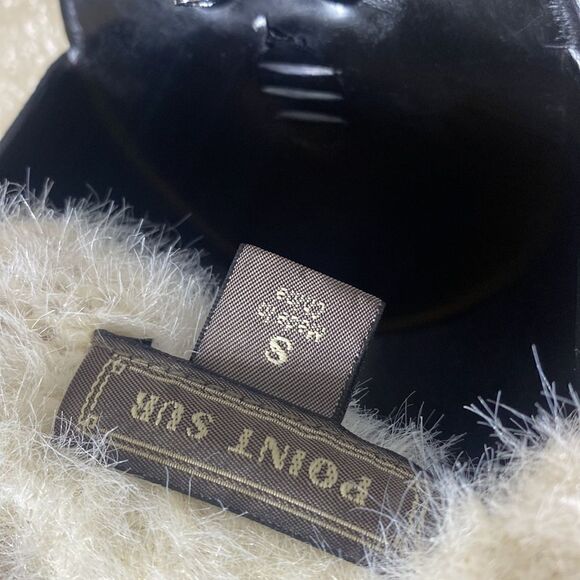 POINT SUR
S
Made in
China